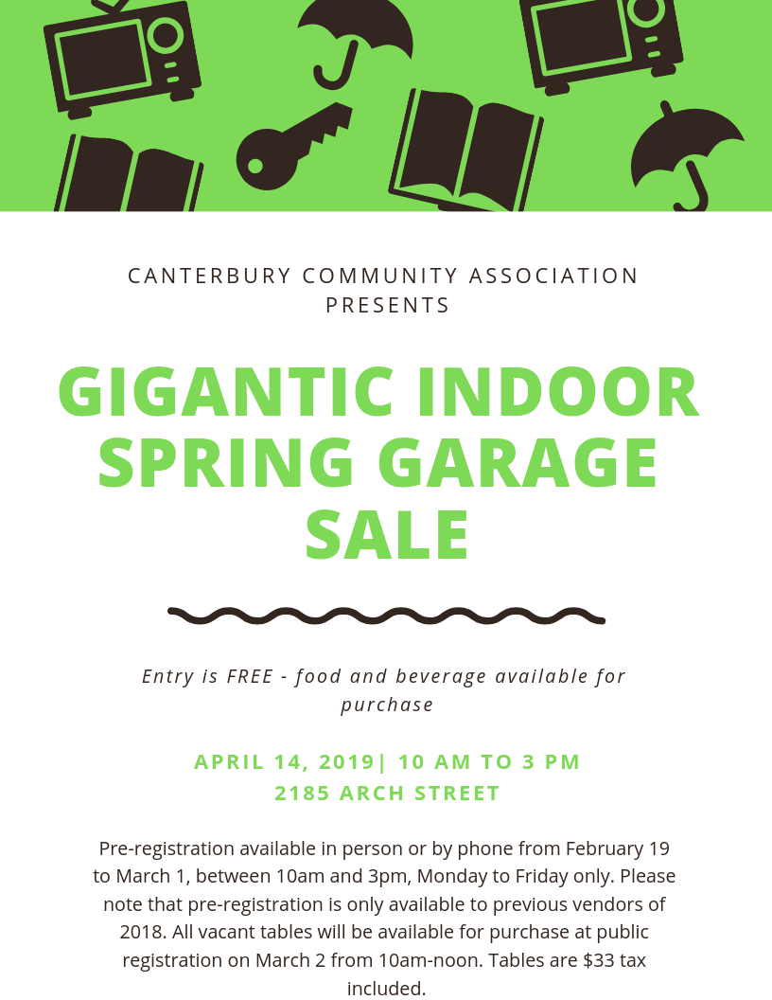 CANTERBURY COMMUNITY ASSOCIATION
PRESENTS
GIGANTIC INDOOR
SPRING GARAGE
SALE
Entry is FREE - food and beverage available for
purchase
APRIL 14, 2019| 10 AM TO 3 PM
2185 ARCH STREET
Pre-registration available in person or by phone from February 19
to March 1, between 10am and 3pm, Monday to Friday only. Please
note that pre-registration is only available to previous vendors of
2018. All vacant tables will be available for purchase at public
registration on March 2 from 10am-noon. Tables are $33 tax
included.